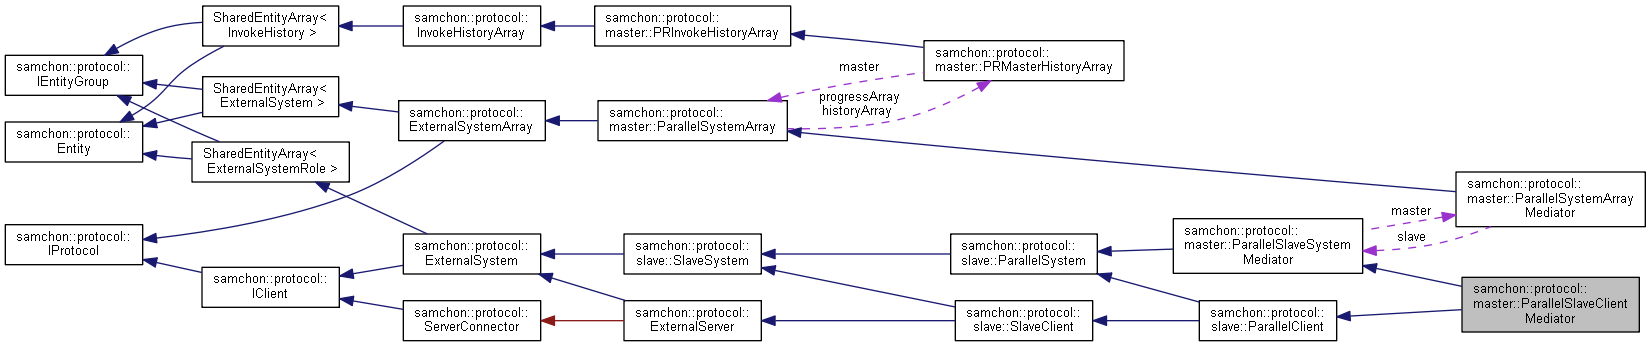 samchon::protocol::
IEntityGroup
samchon::protocol::
Entity
samchon::protocol::
IProtocol
SharedEntityArray<
InvokeHistory >
SharedEntityArray<
ExternalSystem >
SharedEntityArray<
ExternalSystemRole >
samchon::protocol::
IClient
samchon::protocol::
InvokeHistoryArray
samchon::protocol::
ExternalSystemArray
samchon::protocol::
ExternalSystem
samchon::protocol::
ServerConnector
samchon::protocol::
master::PRInvokeHistoryArray
samchon::protocol::
master::ParallelSystemArray
samchon::protocol::
slave::SlaveSystem
samchon::protocol::
ExternalServer
master
progressArray
historyArray
samchon::protocol::
master::PRMasterHistoryArray
samchon::protocol::
slave::ParallelSystem
samchon::protocol::
slave::SlaveClient
samchon::protocol::
master::ParallelSlaveSystem
Mediator
samchon::protocol::
slave::ParallelClient
master
slave
samchon::protocol::
master::ParallelSystemArray
Mediator
samchon::protocol::
master::ParallelSlaveClient
Mediator